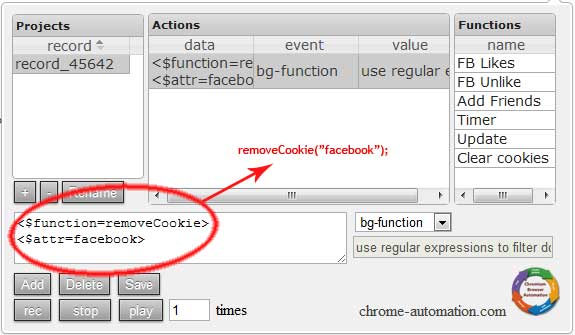 Projects
record
record_45642
+ - Rename
Actions
data event value
<$function=re
<$attr=facebo
bg-function
use regular e
removeCookie("facebook");
Functions
name
FB Likes
FB Unlike
Add Friends
Timer
Update
Clear cookies
<$function=removeCookie>
<$attr=facebook>
bg-function
use regular expressions to filter do
Add Delete Save
rec stop play 1 times
Chromium
Browser
Automation
chrome-automation.com